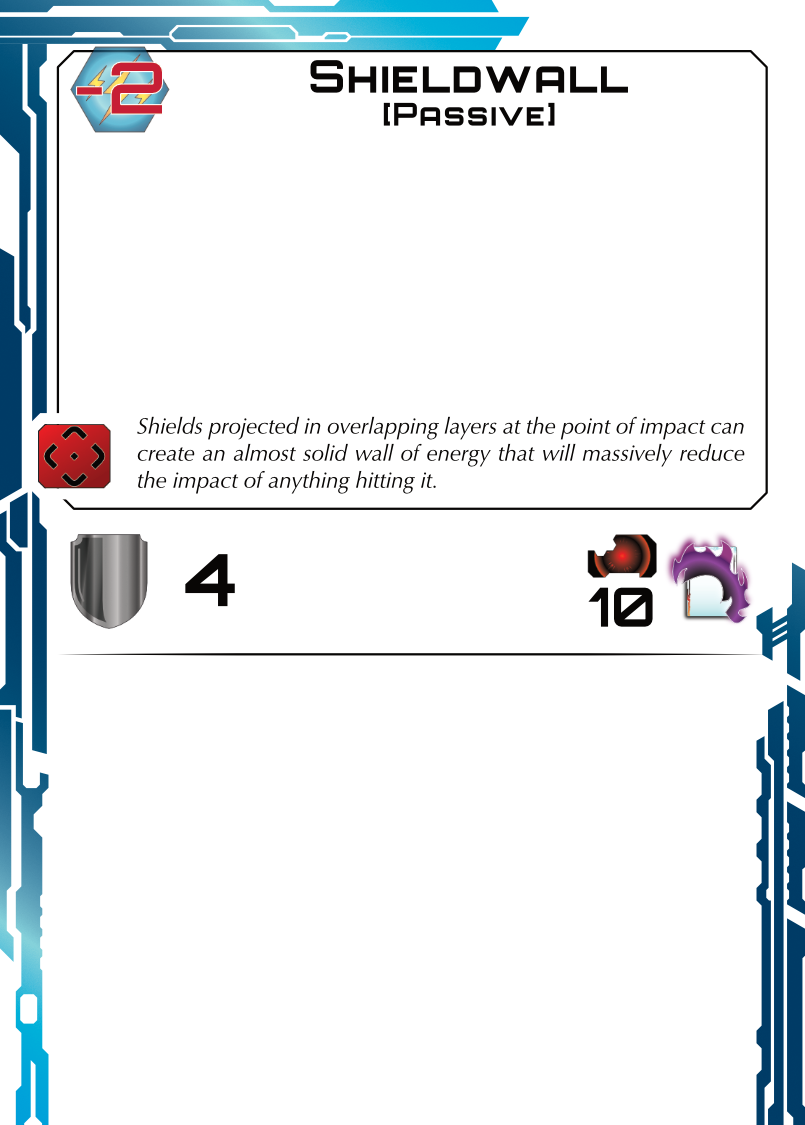 -2
Shieldwall
[Passive]
Shields projected in overlapping layers at the point of impact can
create an almost solid wall of energy that will massively reduce
the impact of anything hitting it.
4
10